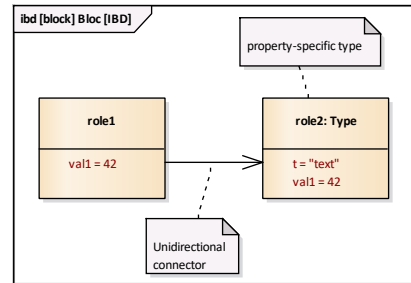 ibd [block] Bloc [IBD]
property-specific type
role1
val1 = 42
role2: Type
t = "text"
val1 = 42
Unidirectional
connector